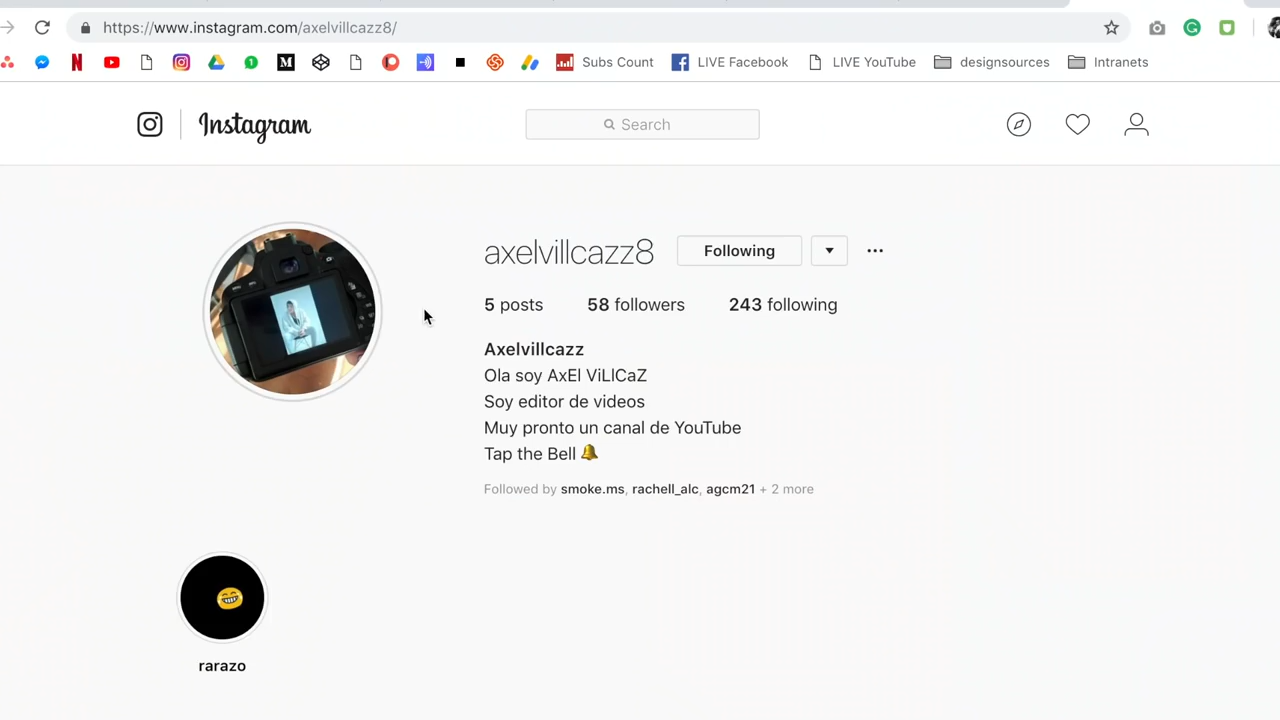 https://www.instagram.com/axelvillcazz8/
Subs Count
LIVE Facebook
LIVE YouTube
designsources
Intranets
Instagram
Search
axelvillcazz8
Following
5 posts
58 followers
243 following
Axelvillcazz
Ola soy AxEl ViLlCaZ
Soy editor de videos
Muy pronto un canal de YouTube
Tap the Bell 🔔
Followed by smoke.ms, rachell_alc, agcm21 + 2 more
rarazo